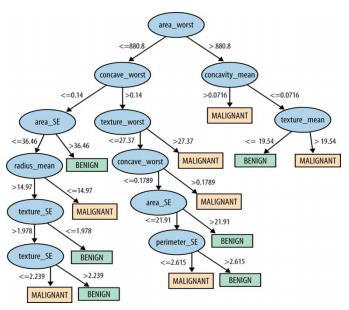 area_worst
<=880.8 > 880.8
concave_worst concavity_mean
<=0.14 >0.14 >0.0716 <=0.0716
area_SE texture_worst MALIGNANT texture_mean
<=36.46 >36.46 <=27.37 >27.37 <= 19.54 > 19.54
radius_mean BENIGN concave_worst MALIGNANT BENIGN MALIGNANT
>14.97 <=14.97 <=0.1789 >0.1789
texture_SE MALIGNANT area_SE MALIGNANT
>1.978 <=1.978 <=21.91 >21.91
texture_SE BENIGN perimeter_SE BENIGN
<=2.239 >2.239 <=2.615 >2.615
MALIGNANT BENIGN MALIGNANT BENIGN